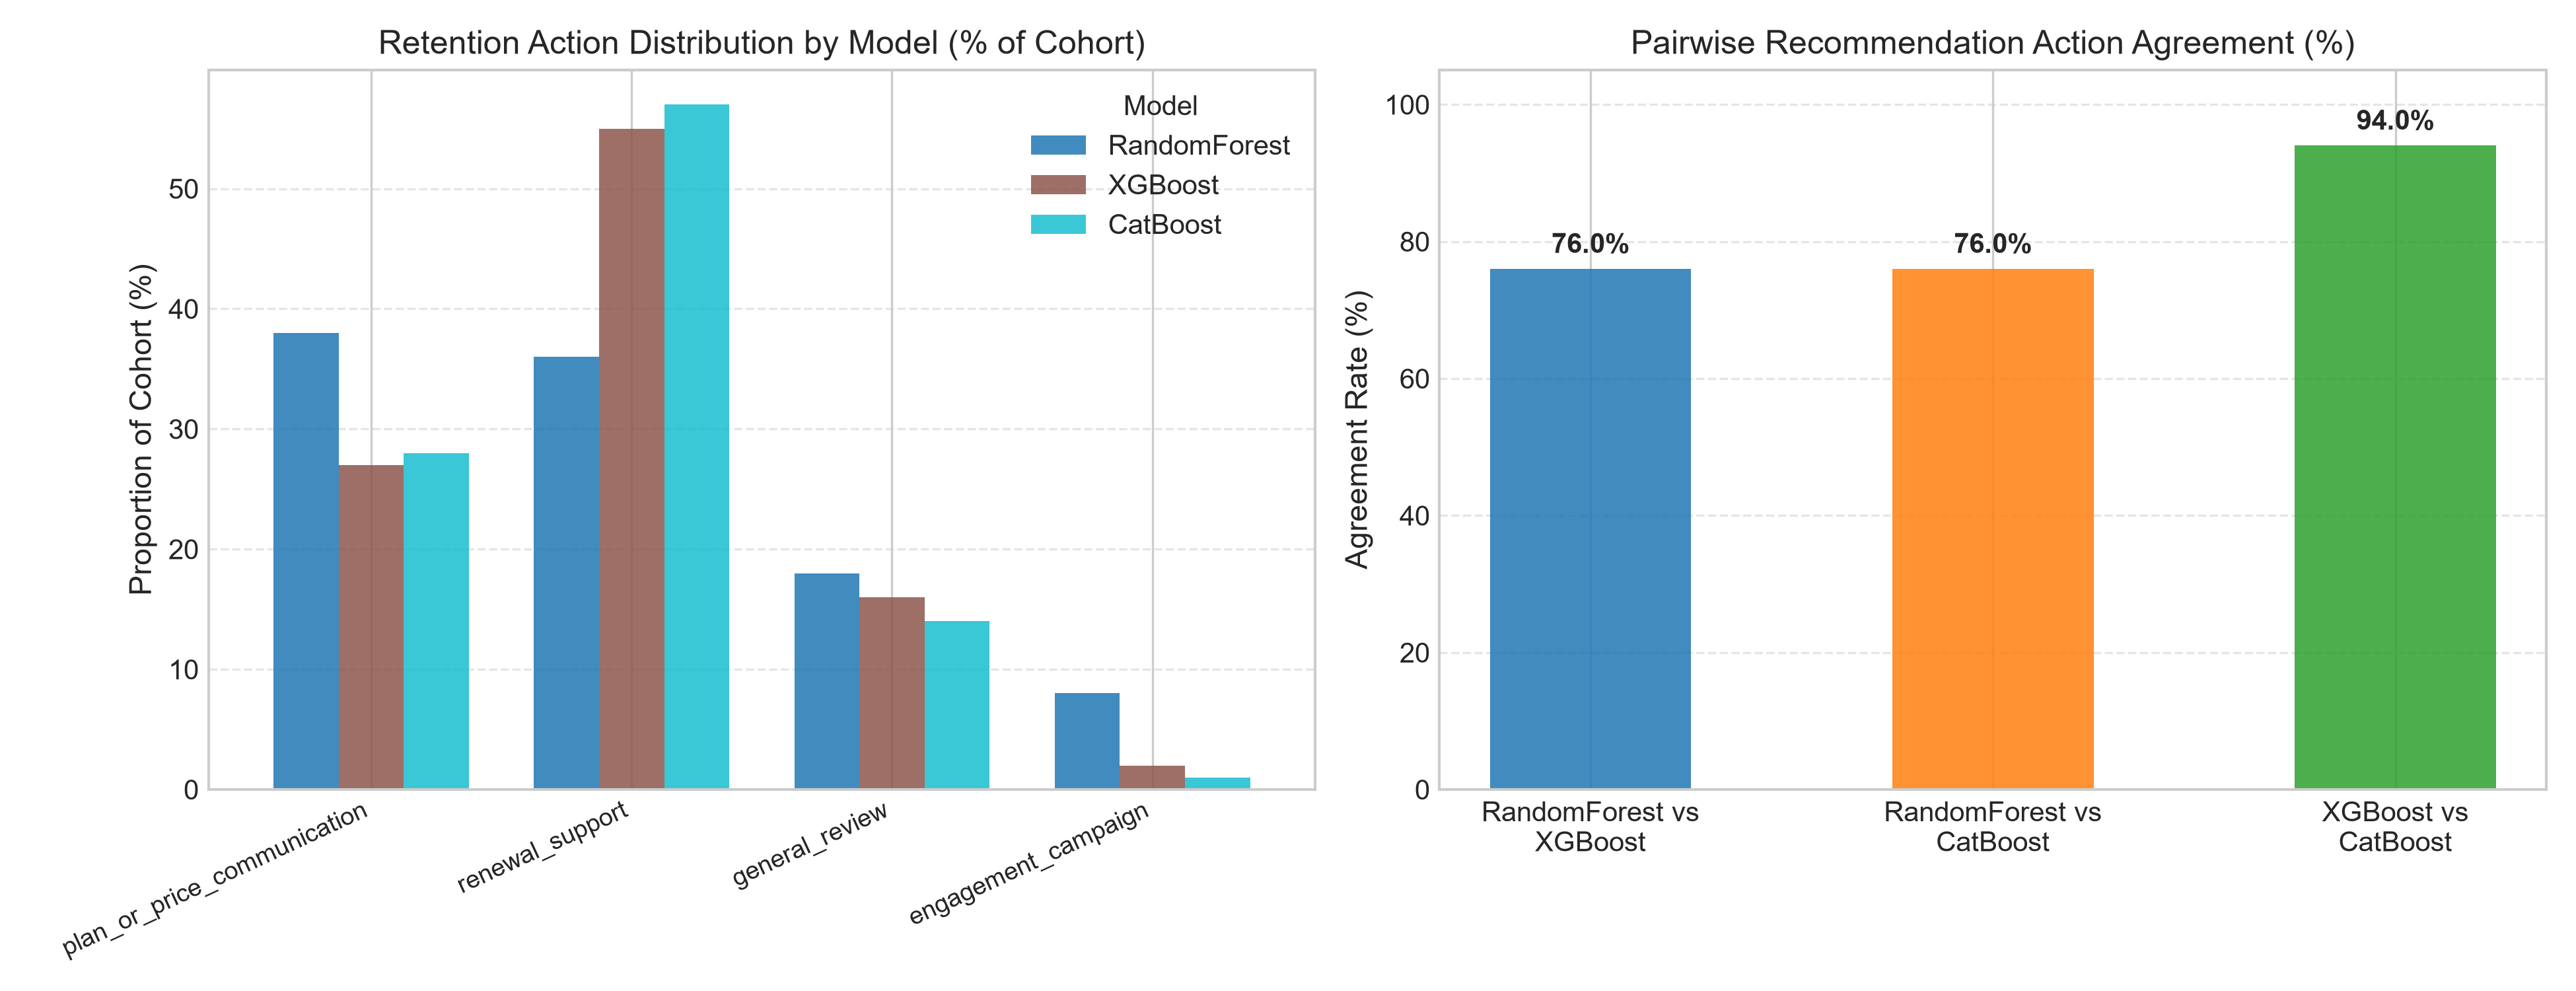 Retention Action Distribution by Model (% of Cohort)
Proportion of Cohort (%)
50
40
30
20
10
0
Model
RandomForest
XGBoost
CatBoost
plan_or_price_communication
renewal_support
general_review
engagement_campaign
Pairwise Recommendation Action Agreement (%)
Agreement Rate (%)
100
80
60
40
20
0
76.0%
76.0%
94.0%
RandomForest vs
XGBoost
RandomForest vs
CatBoost
XGBoost vs
CatBoost